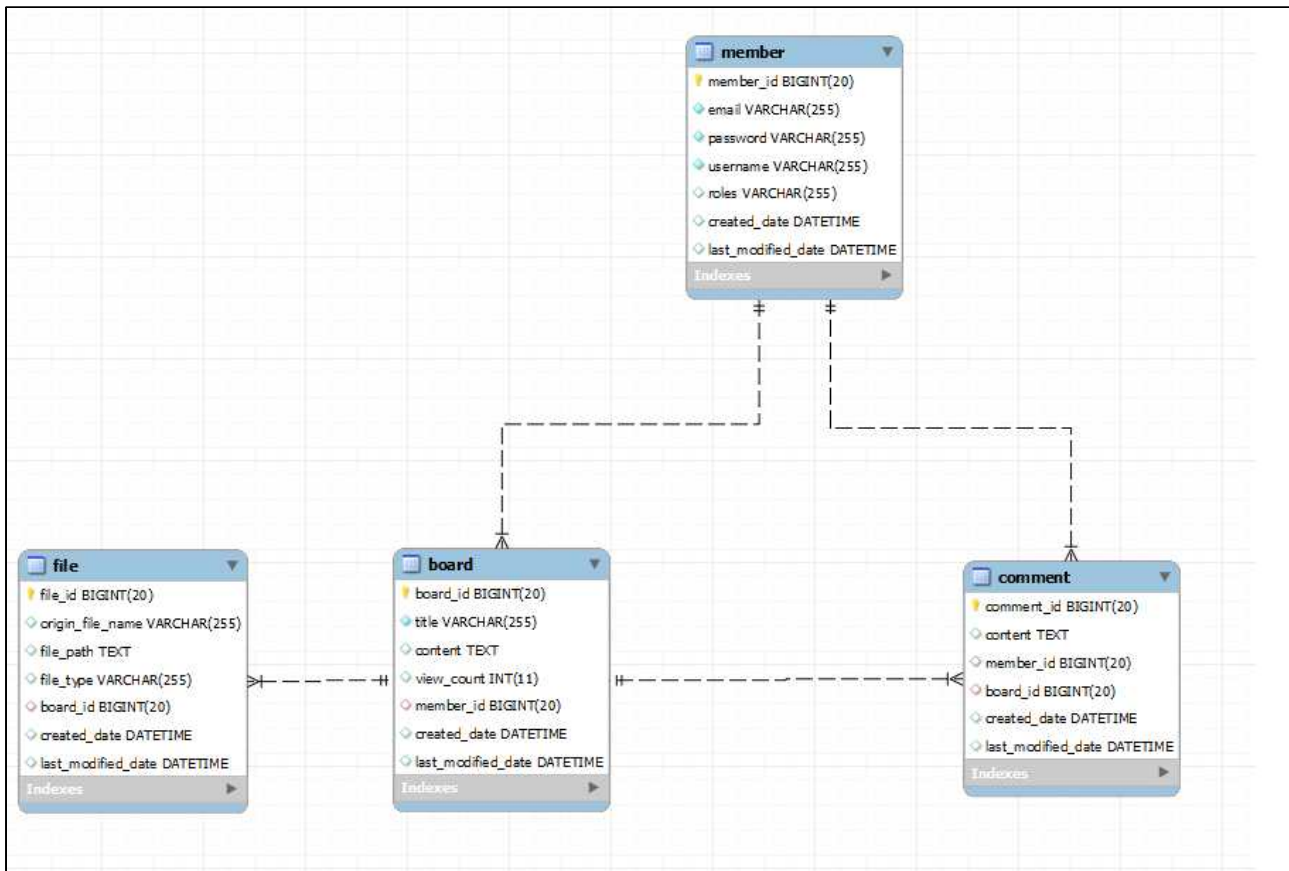 member
member_id BIGINT(20)
email VARCHAR(255)
password VARCHAR(255)
username VARCHAR(255)
roles VARCHAR(255)
created_date DATETIME
last_modified_date DATETIME
Indexes
file
file_id BIGINT(20)
origin_file_name VARCHAR(255)
file_path TEXT
file_type VARCHAR(255)
board_id BIGINT(20)
created_date DATETIME
last_modified_date DATETIME
Indexes
board
board_id BIGINT(20)
title VARCHAR(255)
content TEXT
view_count INT(11)
member_id BIGINT(20)
created_date DATETIME
last_modified_date DATETIME
Indexes
comment
comment_id BIGINT(20)
content TEXT
member_id BIGINT(20)
board_id BIGINT(20)
created_date DATETIME
last_modified_date DATETIME
Indexes